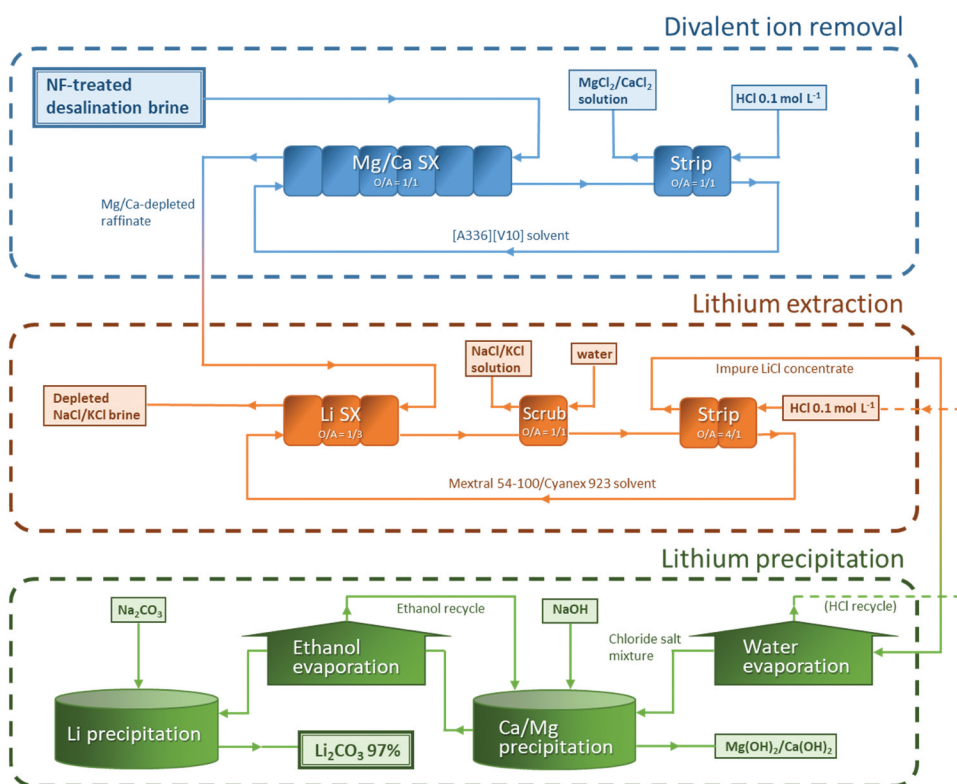 Divalent ion removal
NF-treated
desalination brine
MgCl₂/CaCl₂
solution
HCl 0.1 mol L⁻¹
Mg/Ca SX
O/A = 1/1
Strip
O/A = 1/1
Mg/Ca-depleted
raffinate
[A336][V10] solvent
Lithium extraction
NaCl/KCl
solution
water
Impure LiCl concentrate
Depleted
NaCl/KCl brine
Li SX
O/A = 1/3
Scrub
O/A = 1/1
Strip
O/A = 4/1
HCl 0.1 mol L⁻¹
Mextral 54-100/Cyanex 923 solvent
Lithium precipitation
Na₂CO₃
Ethanol recycle
NaOH
(HCl recycle)
Ethanol
evaporation
Chloride salt
mixture
Water
evaporation
Li precipitation
Ca/Mg
precipitation
Li₂CO₃ 97%
Mg(OH)₂/Ca(OH)₂